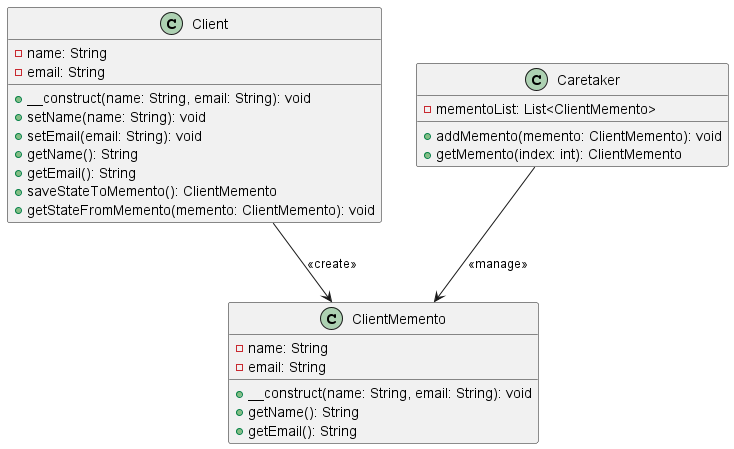 C Client
name: String
email: String
__construct(name: String, email: String): void
setName(name: String): void
setEmail(email: String): void
getName(): String
getEmail(): String
saveStateToMemento(): ClientMemento
getStateFromMemento(memento: ClientMemento): void
C Caretaker
mementoList: List<ClientMemento>
addMemento(memento: ClientMemento): void
getMemento(index: int): ClientMemento
«create»
«manage»
C ClientMemento
name: String
email: String
__construct(name: String, email: String): void
getName(): String
getEmail(): String